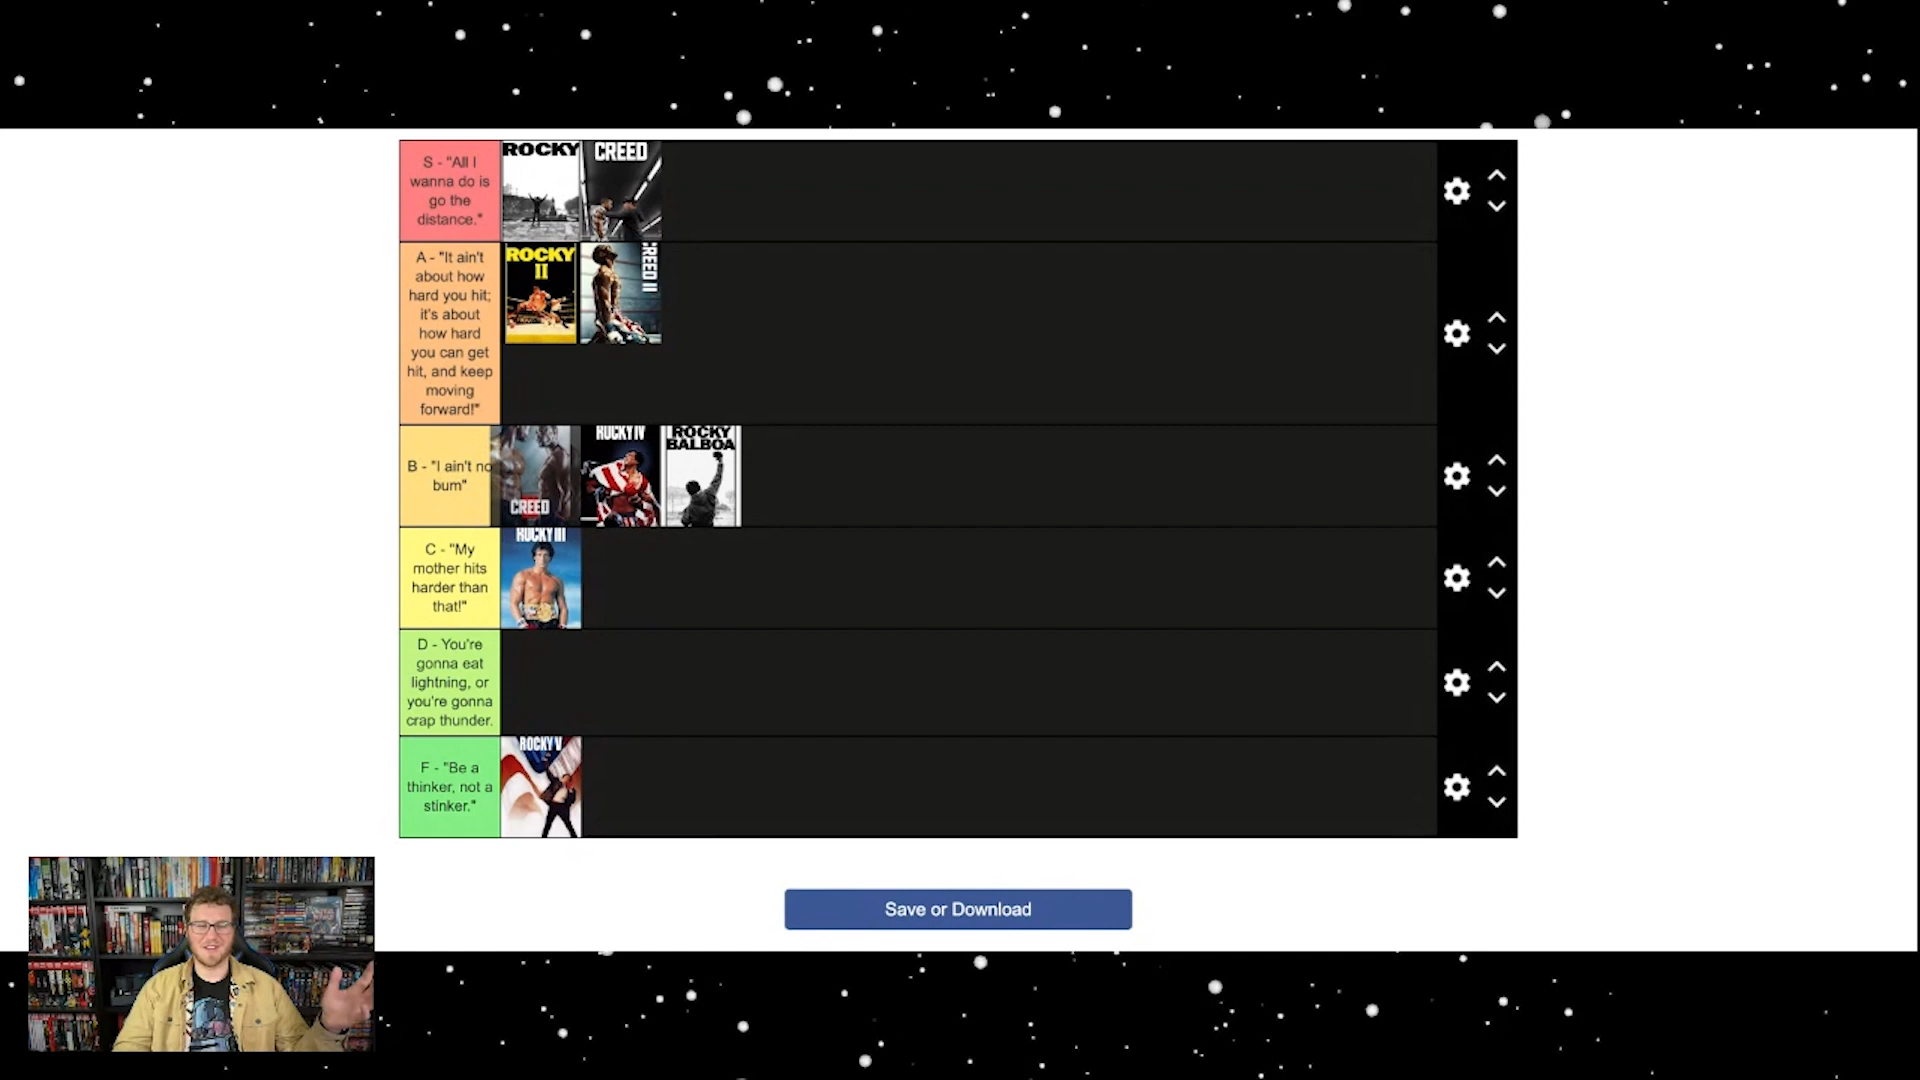 S - "All I
wanna do is
go the
distance."
ROCKY
CREED
A - "It ain't
about how
hard you hit;
it's about
how hard
you can get
hit, and keep
moving
forward!"
ROCKY
II
CREED II
B - "I ain't no
bum"
CREED
ROCKY IV
ROCKY
BALBOA
C - "My
mother hits
harder than
that!"
ROCKY III
D - You're
gonna eat
lightning, or
you're gonna
crap thunder.
F - "Be a
thinker, not a
stinker."
ROCKY V
Save or Download